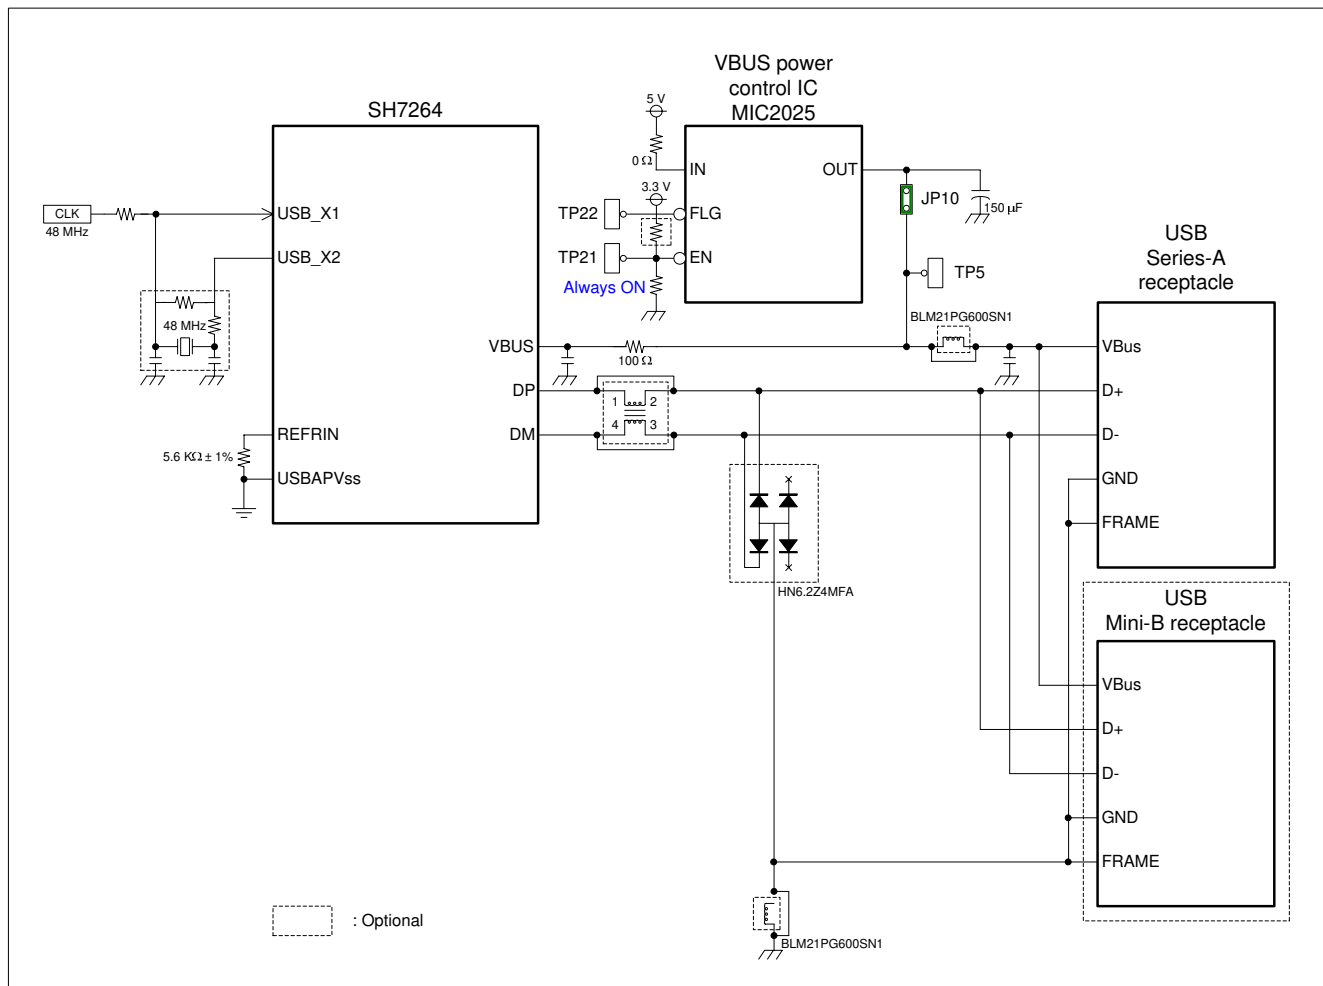 VBUS power
control IC
MIC2025
SH7264
5 V
0 Ω
IN
OUT
3.3 V
JP10
150 µF
CLK
48 MHz
USB_X1
TP22
FLG
USB_X2
TP21
EN
Always ON
TP5
USB
Series-A
receptacle
48 MHz
BLM21PG600SN1
VBUS
100 Ω
VBus
DP
1
2
D+
4
3
DM
D-
REFRIN
5.6 KΩ ± 1%
USBAPVss
GND
FRAME
HN6.2Z4MFA
USB
Mini-B receptacle
VBus
D+
D-
GND
FRAME
: Optional
BLM21PG600SN1